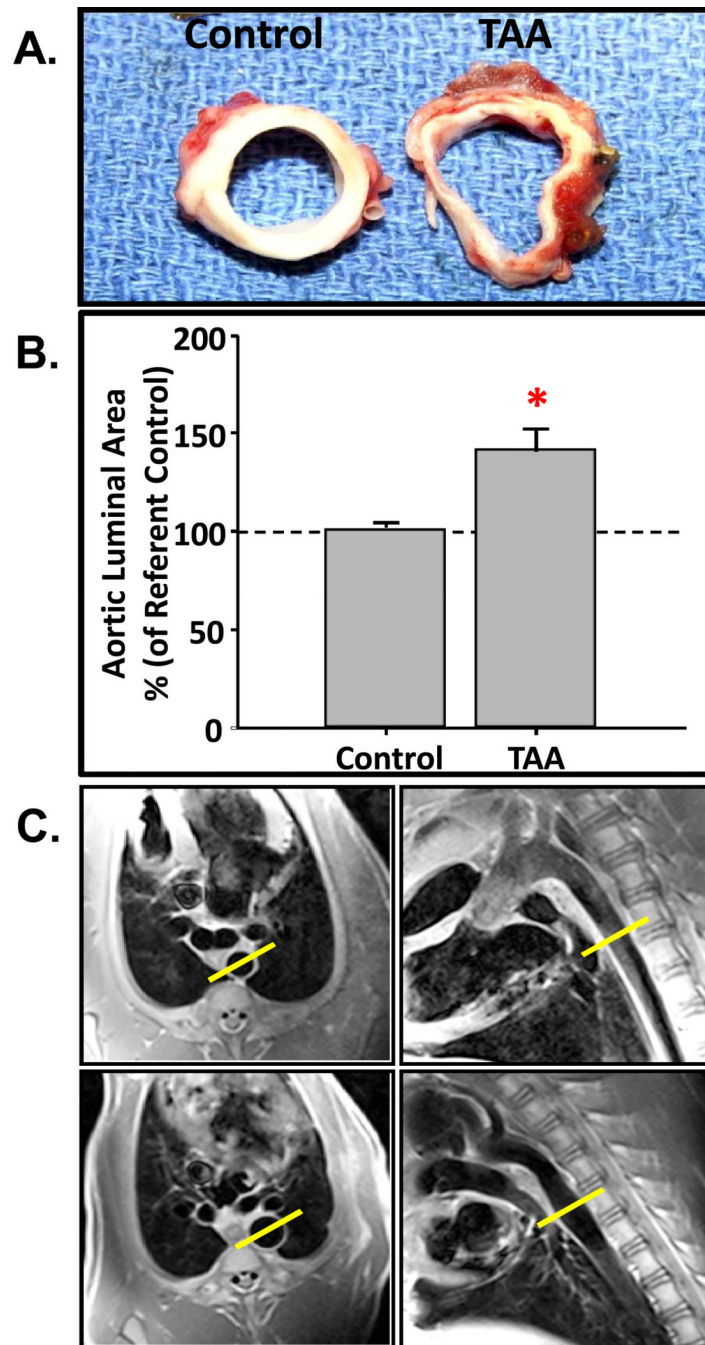 A.
Control TAA
B.
Aortic Luminal Area
% (of Referent Control)
200
150
100
50
0
*
Control TAA
C.